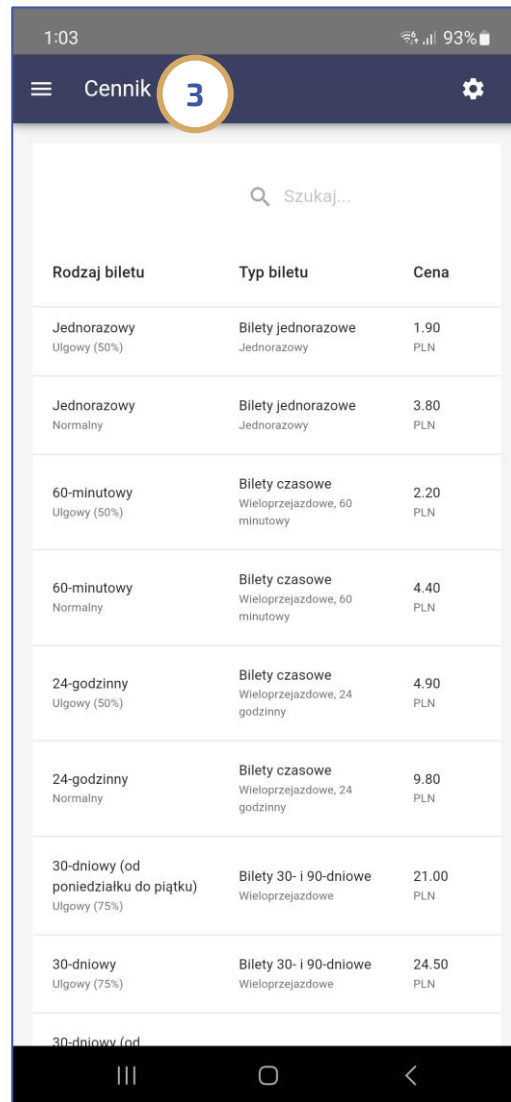 1:03 93%
Cennik 3
Szukaj...
Rodzaj biletu Typ biletu Cena
Jednorazowy Bilety jednorazowe 1.90
Ulgowy (50%) Jednorazowy PLN
Jednorazowy Bilety jednorazowe 3.80
Normalny Jednorazowy PLN
60-minutowy Bilety czasowe 2.20
Ulgowy (50%) Wieloprzejazdowe, 60 PLN
minutowy
60-minutowy Bilety czasowe 4.40
Normalny Wieloprzejazdowe, 60 PLN
minutowy
24-godzinny Bilety czasowe 4.90
Ulgowy (50%) Wieloprzejazdowe, 24 PLN
godzinny
24-godzinny Bilety czasowe 9.80
Normalny Wieloprzejazdowe, 24 PLN
godzinny
30-dniowy (od
poniedziałku do piątku) Bilety 30- i 90-dniowe 21.00
Ulgowy (75%) Wieloprzejazdowe PLN
30-dniowy Bilety 30- i 90-dniowe 24.50
Ulgowy (75%) Wieloprzejazdowe PLN
30-dniowy (od